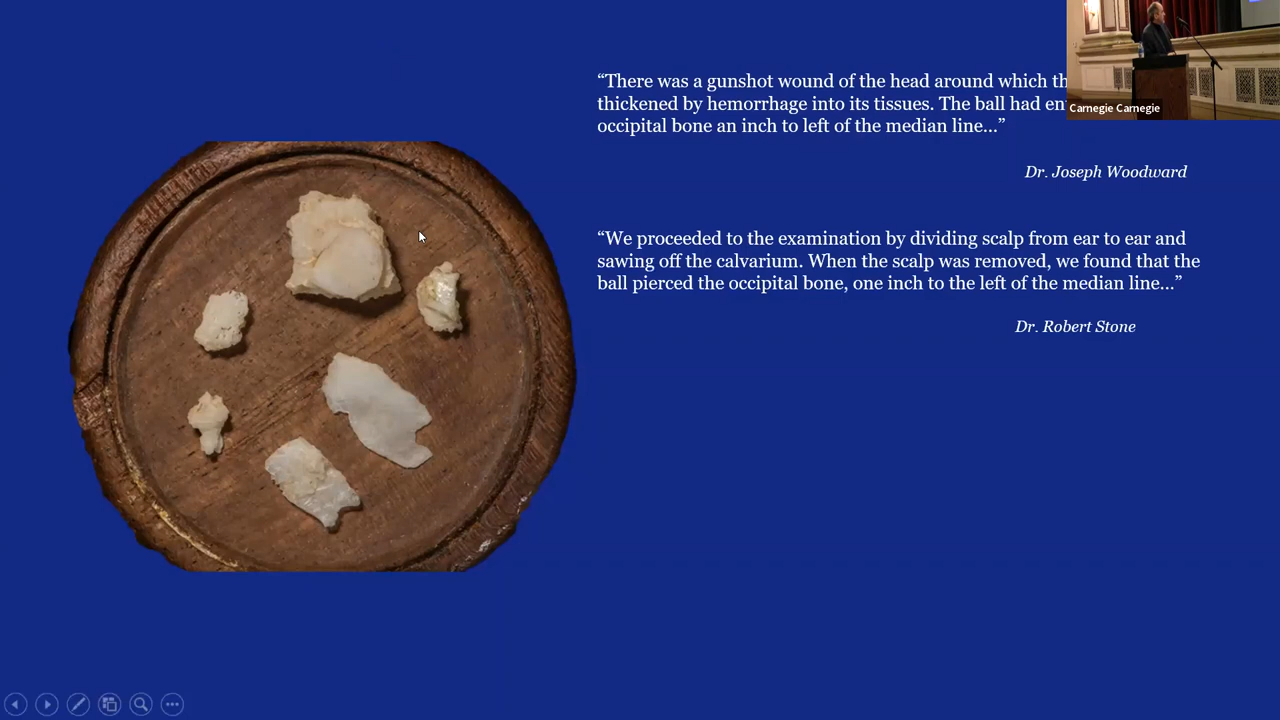 “There was a gunshot wound of the head around which th
thickened by hemorrhage into its tissues. The ball had en
occipital bone an inch to left of the median line...”
Dr. Joseph Woodward
“We proceeded to the examination by dividing scalp from ear to ear and
sawing off the calvarium. When the scalp was removed, we found that the
ball pierced the occipital bone, one inch to the left of the median line...”
Dr. Robert Stone
Carnegie Carnegie